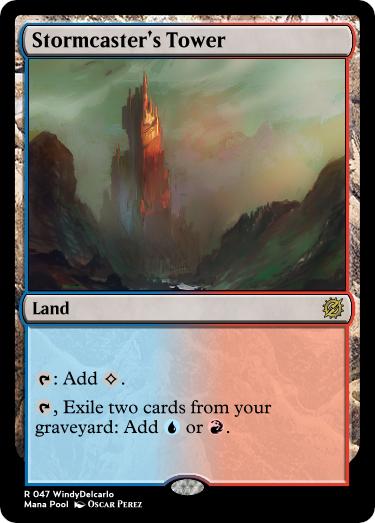 Stormcaster's Tower
Land
: Add .
, Exile two cards from your
graveyard: Add or .
R 047 WindyDelcarlo
Mana Pool Oscar Perez